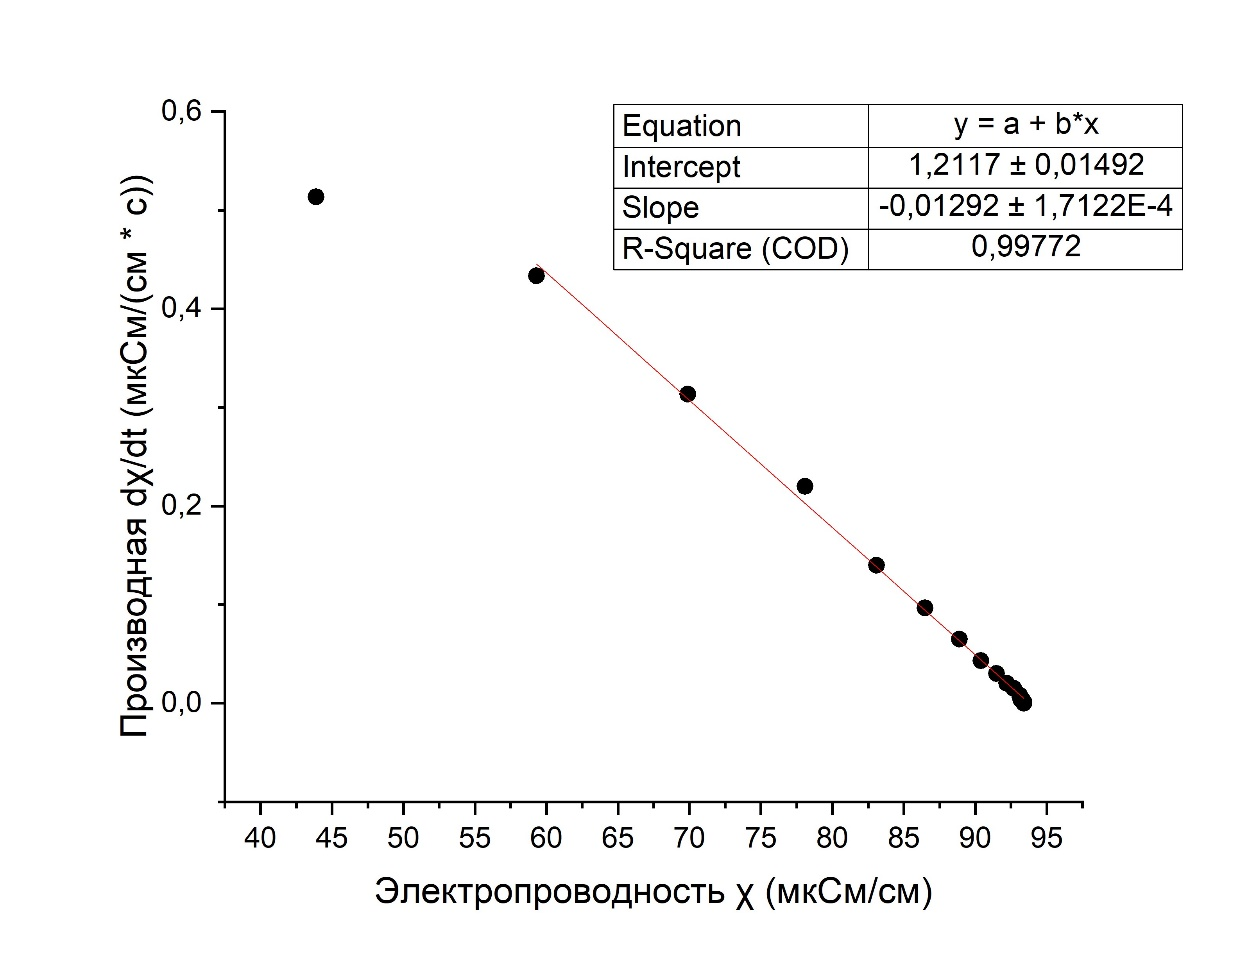 0,6
0,4
0,2
0,0
Производная dχ/dt (мкСм/(см * с))
Equation y = a + b*x
Intercept 1,2117 ± 0,01492
Slope -0,01292 ± 1,7122E-4
R-Square (COD) 0,99772
40 45 50 55 60 65 70 75 80 85 90 95
Электропроводность χ (мкСм/см)